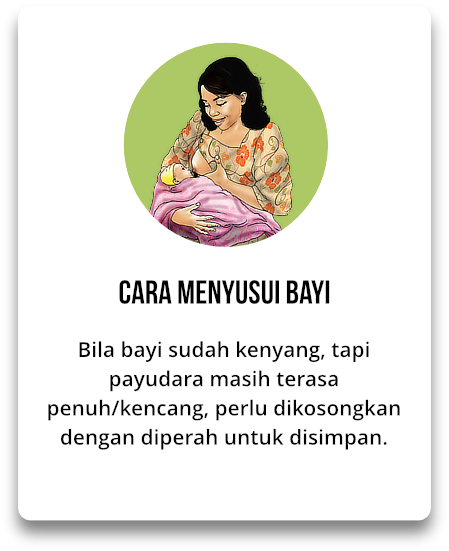 CARA MENYUSUI BAYI
Bila bayi sudah kenyang, tapi
payudara masih terasa
penuh/kencang, perlu dikosongkan
dengan diperah untuk disimpan.